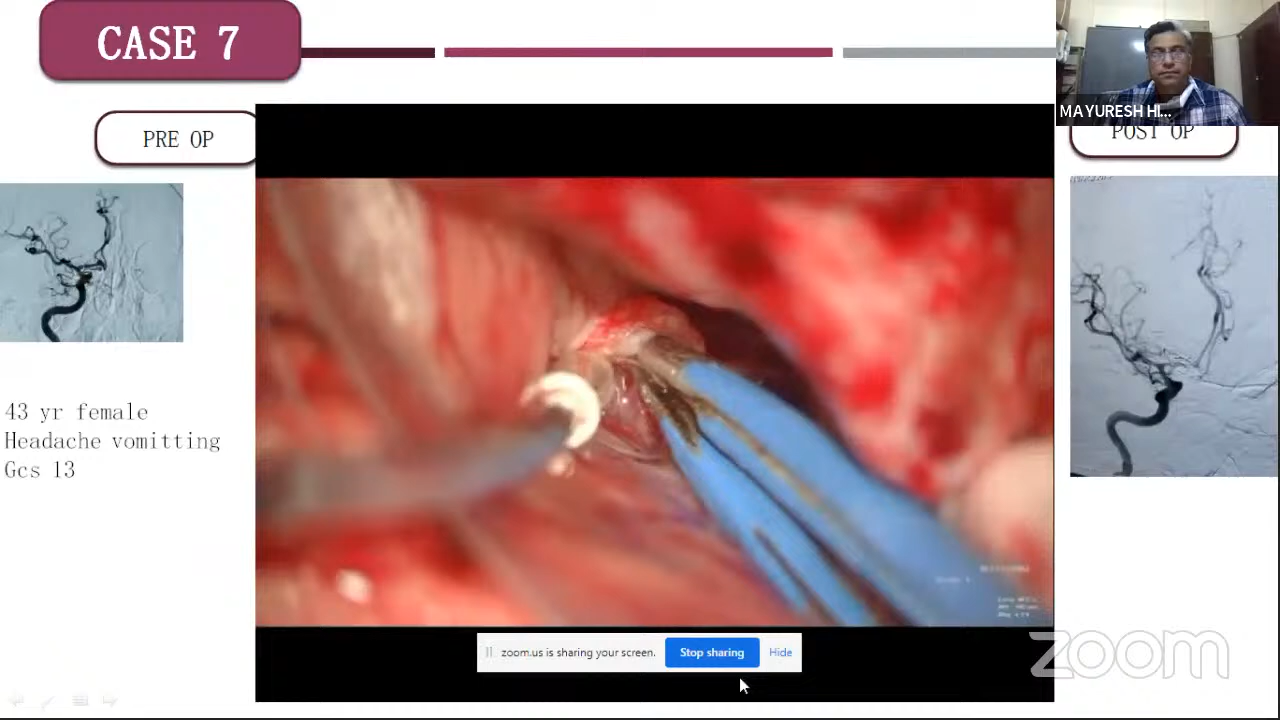 CASE 7
MAYURESH HI...
PRE OP
POST OP
43 yr female
Headache vomitting
Gcs 13
zoom.us is sharing your screen.
Stop sharing
Hide
zoom